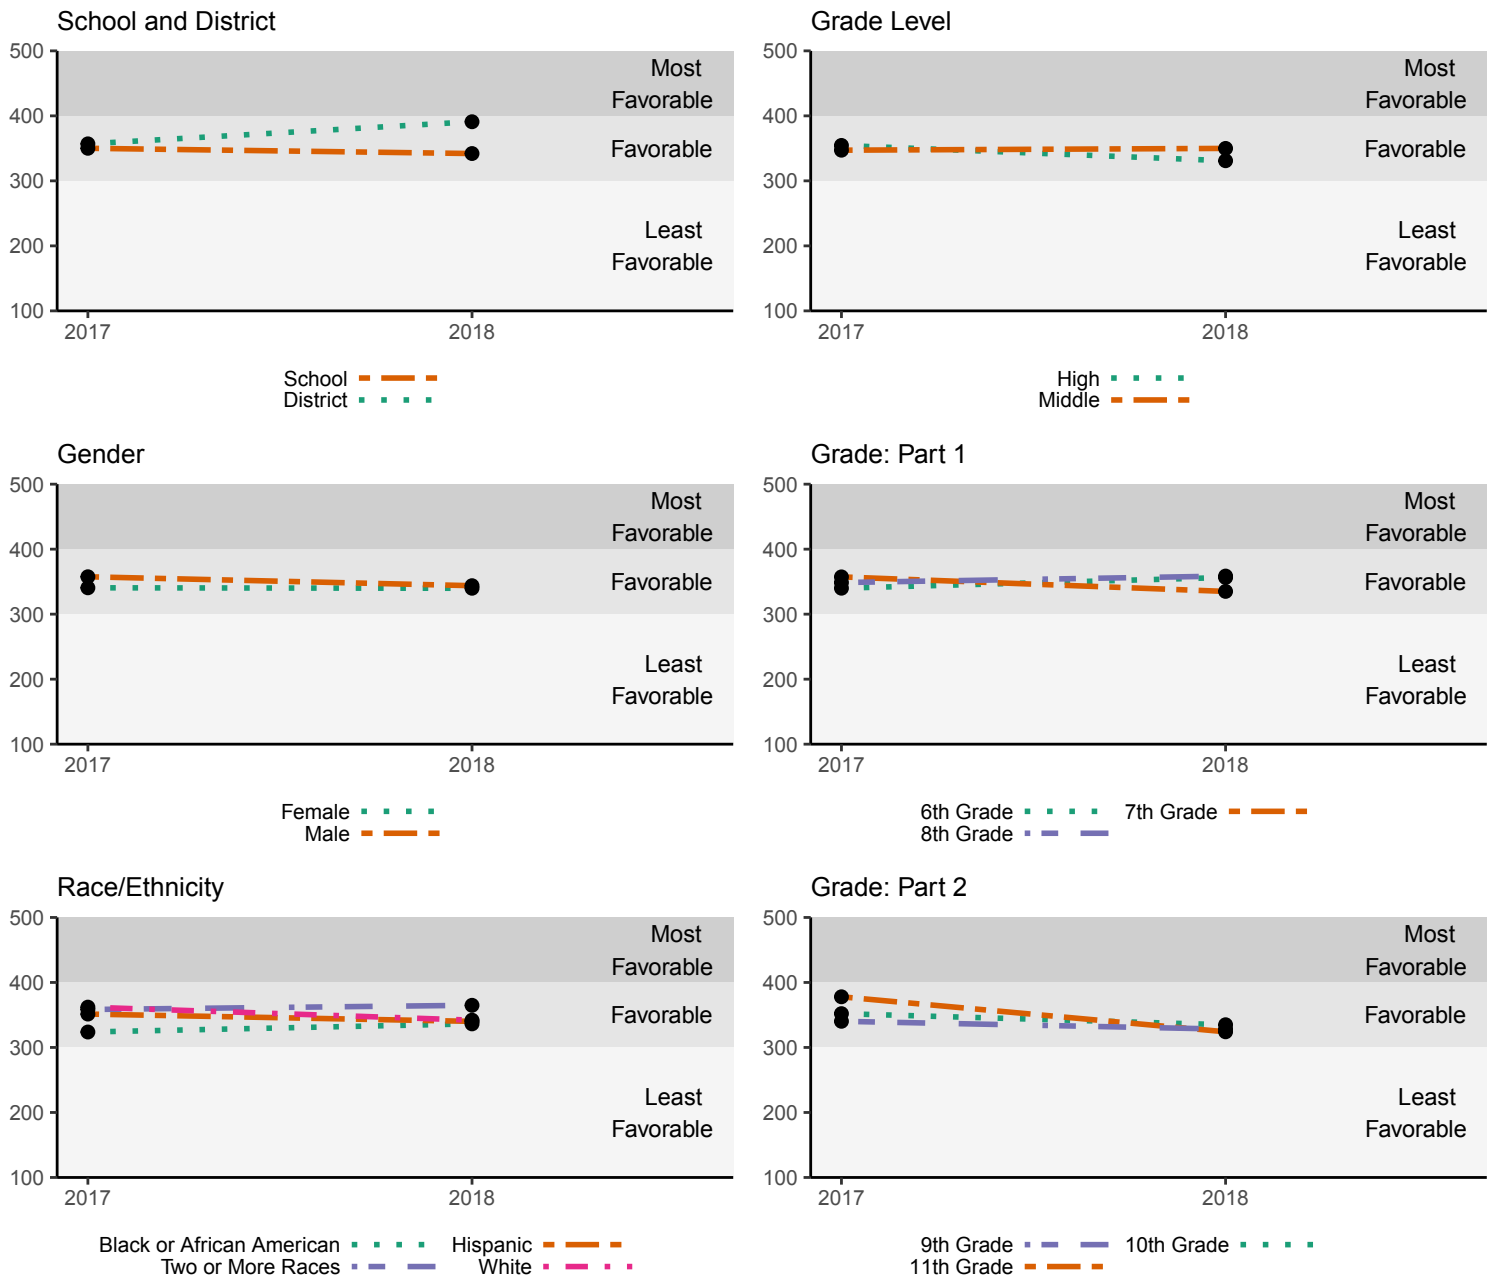 School and District
500
Most
Favorable
400
Favorable
300
Least
200
Favorable
100
2017 2018
School
District
Grade Level
500
Most
Favorable
400
Favorable
300
Least
200
Favorable
100
2017 2018
High
Middle
Gender
500
Most
Favorable
400
Favorable
300
Least
200
Favorable
100
2017 2018
Female
Male
Grade: Part 1
500
Most
Favorable
400
Favorable
300
Least
200
Favorable
100
2017 2018
6th Grade 7th Grade
8th Grade
Race/Ethnicity
500
Most
Favorable
400
Favorable
300
Least
200
Favorable
100
2017 2018
Black or African American Hispanic
Two or More Races White
Grade: Part 2
500
Most
Favorable
400
Favorable
300
Least
200
Favorable
100
2017 2018
9th Grade 10th Grade
11th Grade